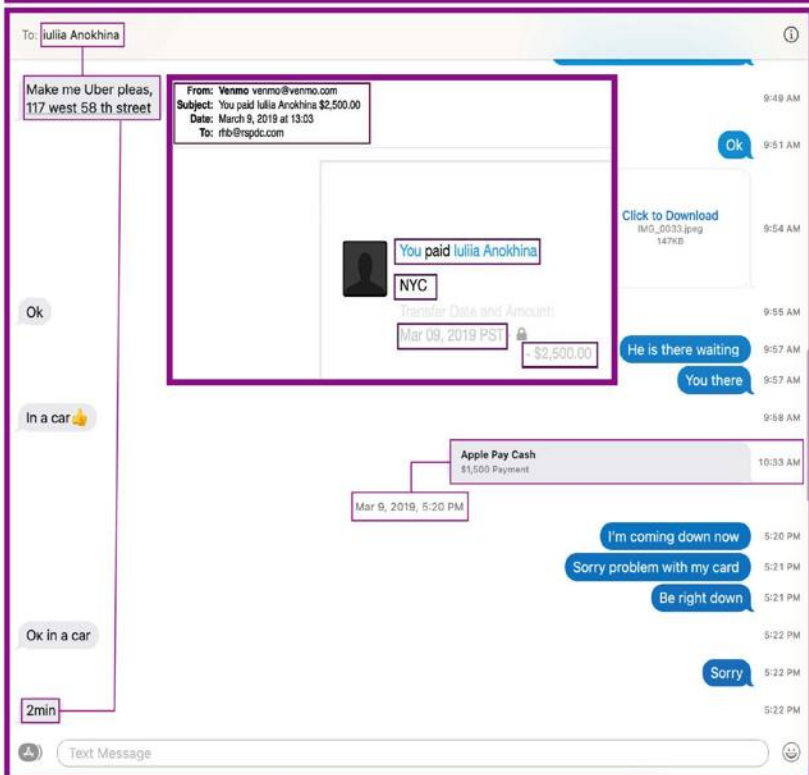 To: iuliia Anokhina
Make me Uber pleas,
117 west 58 th street
9:49 AM
From: Venmo venmo@venmo.com
Subject: You paid Iuliia Anokhina $2,500.00
Date: March 9, 2019 at 13:03
To: rhb@rspdc.com
Ok
9:51 AM
Click to Download
IMG_0033.jpeg
147KB
9:54 AM
You paid Iuliia Anokhina
NYC
Transfer Date and Amount:
Mar 09, 2019 PST
- $2,500.00
Ok
9:55 AM
He is there waiting
9:57 AM
You there
9:57 AM
In a car👍
9:58 AM
Apple Pay Cash
$1,500 Payment
10:33 AM
Mar 9, 2019, 5:20 PM
I'm coming down now
5:20 PM
Sorry problem with my card
5:21 PM
Be right down
5:21 PM
Ок in a car
5:22 PM
Sorry
5:22 PM
2min
5:22 PM
Text Message